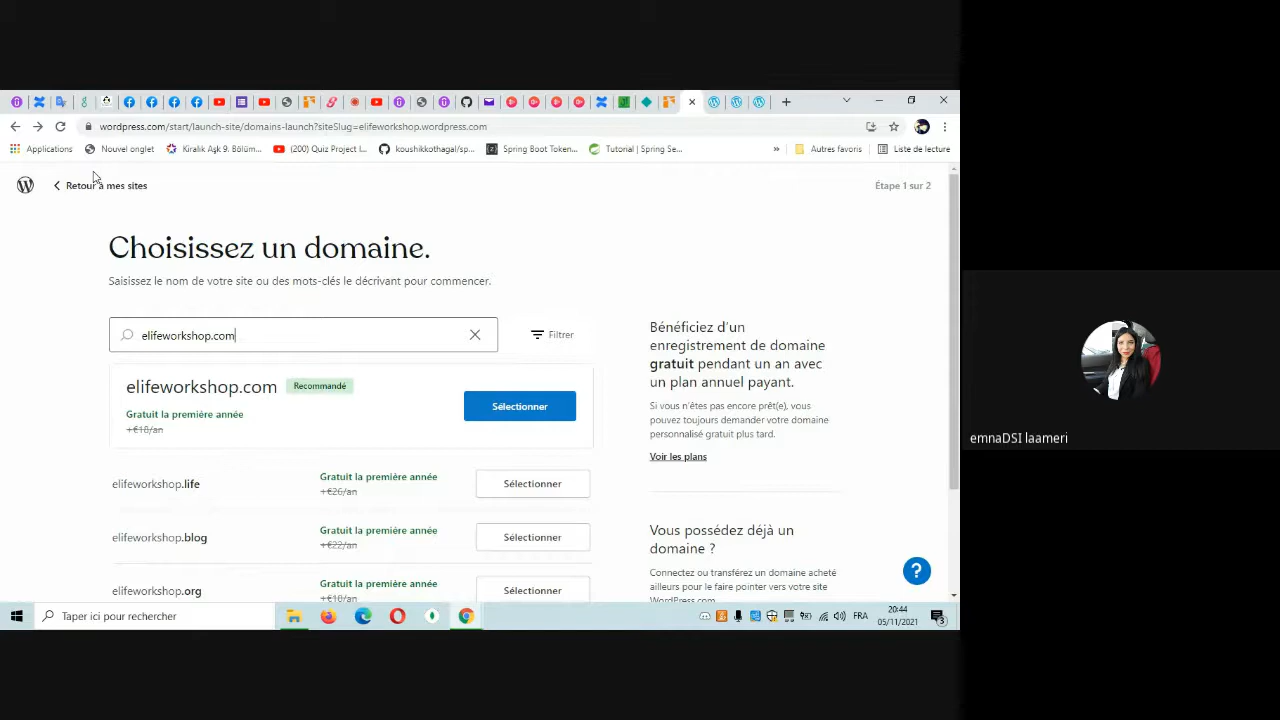 wordpress.com/start/launch-site/domains-launch?siteSlug=elifeworkshop.wordpress.com
Applications
Nouvel onglet
Kiralık Aşk 9. Bölüm...
(200) Quiz Project I...
koushikkothagal/sp...
Spring Boot Token...
Tutorial | Spring Se...
»
Autres favoris
Liste de lecture
Retour à mes sites
Étape 1 sur 2
Choisissez un domaine.
Saisissez le nom de votre site ou des mots-clés le décrivant pour commencer.
elifeworkshop.com
Filtrer
elifeworkshop.com
Recommandé
Gratuit la première année
+€18/an
Sélectionner
elifeworkshop.life
Gratuit la première année
+€26/an
Sélectionner
elifeworkshop.blog
Gratuit la première année
+€22/an
Sélectionner
elifeworkshop.org
Gratuit la première année
+€18/an
Sélectionner
Bénéficiez d'un
enregistrement de domaine
gratuit pendant un an avec
un plan annuel payant.
Si vous n'êtes pas encore prêt(e), vous
pouvez toujours demander votre domaine
personnalisé gratuit plus tard.
Voir les plans
Vous possédez déjà un
domaine ?
Connectez ou transférez un domaine acheté
ailleurs pour le faire pointer vers votre site
WordPress.com
?
Taper ici pour rechercher
FRA
20:44
05/11/2021
3
emnaDSI laameri